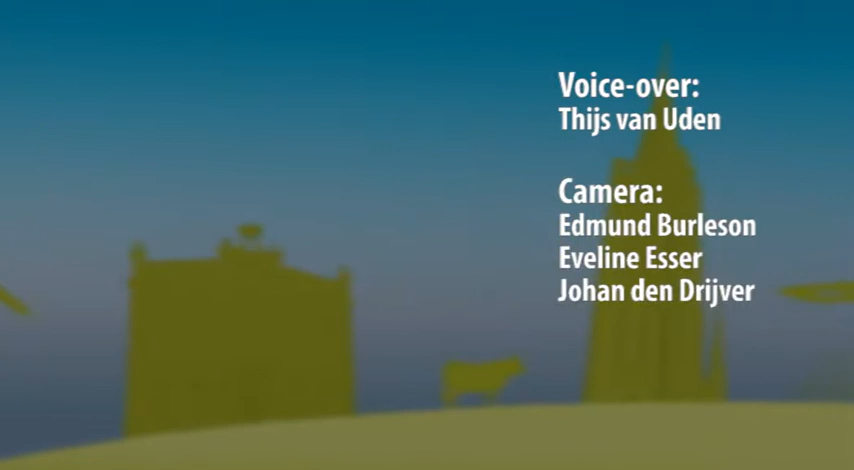 Voice-over:
Thijs van Uden
Camera:
Edmund Burleson
Eveline Esser
Johan den Drijver